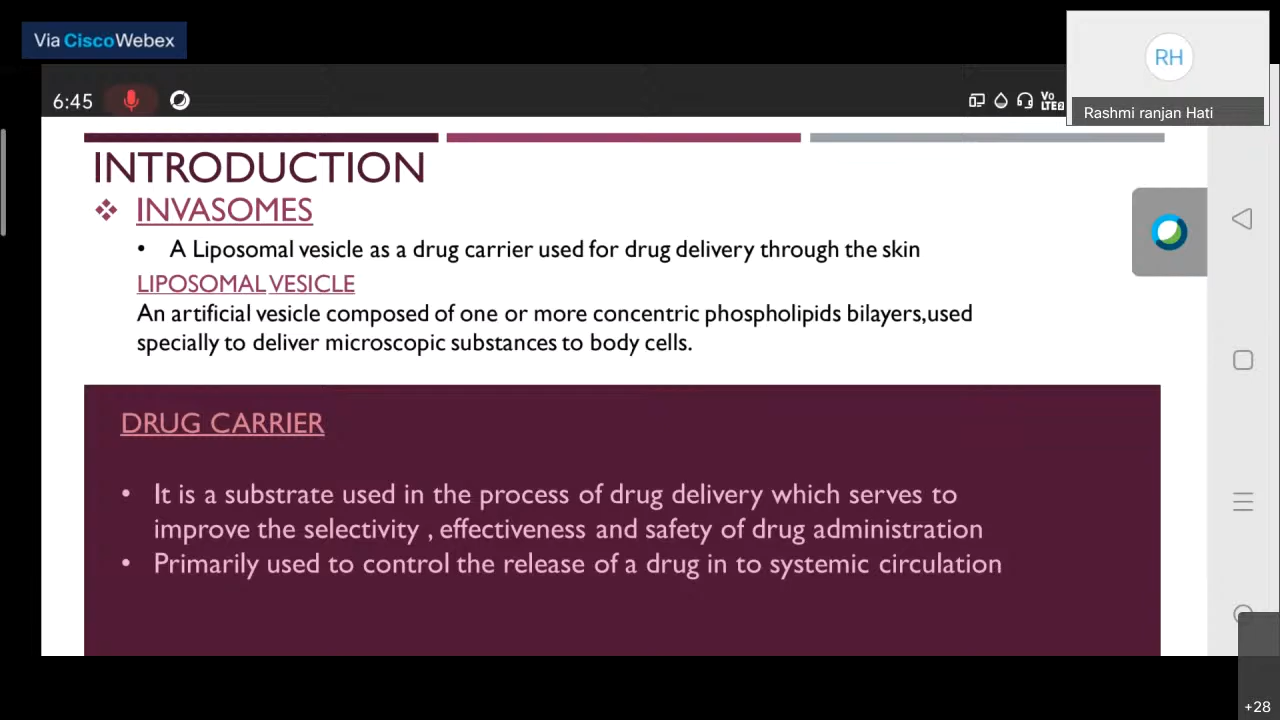 Via CiscoWebex
RH
Rashmi ranjan Hati
6:45
Vo
LTE2
INTRODUCTION
INVASOMES
• A Liposomal vesicle as a drug carrier used for drug delivery through the skin
LIPOSOMAL VESICLE
An artificial vesicle composed of one or more concentric phospholipids bilayers,used
specially to deliver microscopic substances to body cells.
DRUG CARRIER
• It is a substrate used in the process of drug delivery which serves to
improve the selectivity , effectiveness and safety of drug administration
• Primarily used to control the release of a drug in to systemic circulation
+28